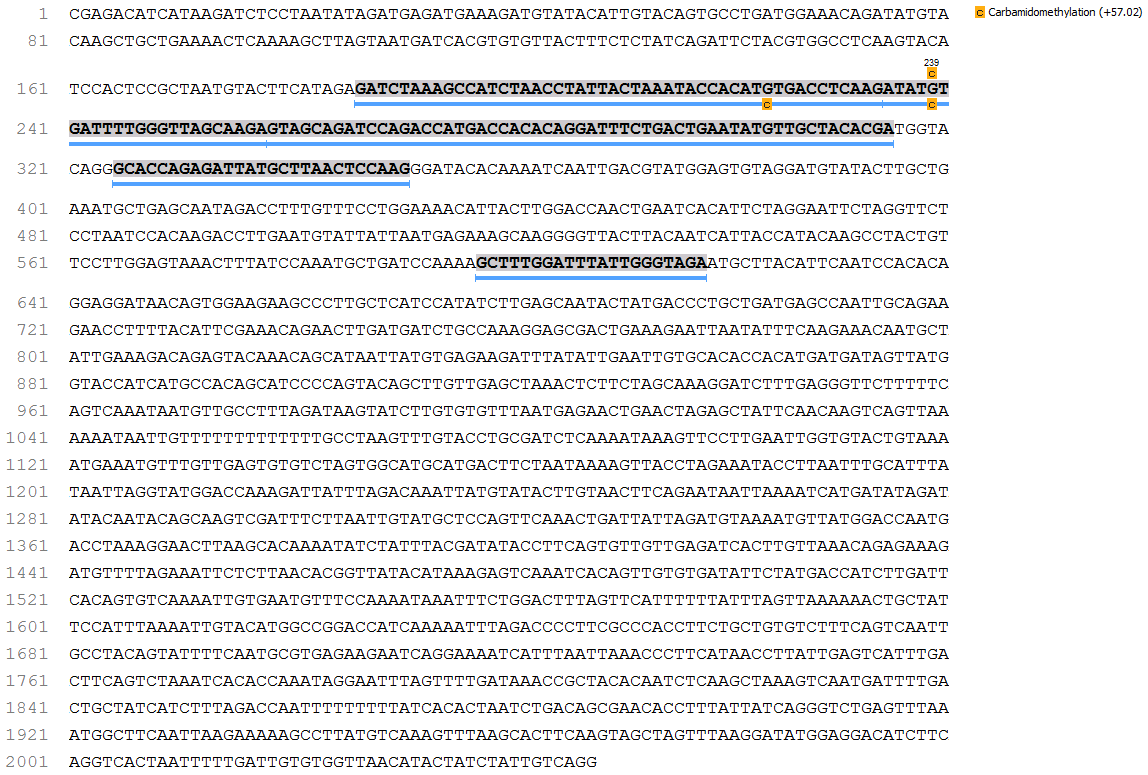 1 CGAGACATCATAAGATCTCCTAATATAGATGAGATGAAAGATGTATACATTGTACAGTGCCTGATGGAAACAGATATGTA
C Carbamidomethylation (+57.02)
81 CAAGCTGCTGAAAACTCAAAAGCTTAGTAATGATCACGTGTGTTACTTTCTCTATCAGATTCTACGTGGCCTCAAGTACA
239
C
161 TCCACTCCGCTAATGTACTTCATAGAGATCTAAAGCCATCTAACCTATTACTAAATACCACATGTGACCTCAAGATATGT
C C
241 GATTTTGGGTTAGCAAGAGTAGCAGATCCAGACCATGACCACACAGGATTTCTGACTGAATATGTTGCTACACGATGGTA
321 CAGGGCACCAGAGATTATGCTTAACTCCAAGGGATACACAAAATCAATTGACGTATGGAGTGTAGGATGTATACTTGCTG
401 AAATGCTGAGCAATAGACCTTTGTTTCCTGGAAAACATTACTTGGACCAACTGAATCACATTCTAGGAATTCTAGGTTCT
481 CCTAATCCACAAGACCTTGAATGTATTATTAATGAGAAAGCAAGGGGTTACTTACAATCATTACCATACAAGCCTACTGT
561 TCCTTGGAGTAAACTTTATCCAAATGCTGATCCAAAAGCTTTGGATTTATTGGGTAGAATGCTTACATTCAATCCACACA
641 GGAGGATAACAGTGGAAGAAGCCCTTGCTCATCCATATCTTGAGCAATACTATGACCCTGCTGATGAGCCAATTGCAGAA
721 GAACCTTTTACATTCGAAACAGAACTTGATGATCTGCCAAAGGAGCGACTGAAAGAATTAATATTTCAAGAAACAATGCT
801 ATTGAAAGACAGAGTACAAACAGCATAATTATGTGAGAAGATTTATATTGAATTGTGCACACCACATGATGATAGTTATG
881 GTACCATCATGCCACAGCATCCCCAGTACAGCTTGTTGAGCTAAACTCTTCTAGCAAAGGATCTTTGAGGGTTCTTTTTC
961 AGTCAAATAATGTTGCCTTTAGATAAGTATCTTGTGTGTTTAATGAGAACTGAACTAGAGCTATTCAACAAGTCAGTTAA
1041 AAAATAATTGTTTTTTTTTTTTTGCCTAAGTTTGTACCTGCGATCTCAAAATAAAGTTCCTTGAATTGGTGTACTGTAAA
1121 ATGAAATGTTTGTTGAGTGTGTCTAGTGGCATGCATGACTTCTAATAAAAGTTACCTAGAAATACCTTAATTTGCATTTA
1201 TAATTAGGTATGGACCAAAGATTATTTAGACAAATTATGTATACTTGTAACTTCAGAATAATTAAAATCATGATATAGAT
1281 ATACAATACAGCAAGTCGATTTCTTAATTGTATGCTCCAGTTCAAACTGATTATTAGATGTAAAATGTTATGGACCAATG
1361 ACCTAAAGGAACTTAAGCACAAAATATCTATTTACGATATACCTTCAGTGTTGTTGAGATCACTTGTTAAACAGAGAAAG
1441 ATGTTTTAGAAATTCTCTTAACACGGTTATACATAAAGAGTCAAATCACAGTTGTGTGATATTCTATGACCATCTTGATT
1521 CACAGTGTCAAAATTGTGAATGTTTCCAAAATAAATTTCTGGACTTTAGTTCATTTTTTATTTAGTTAAAAAACTGCTAT
1601 TCCATTTAAAATTGTACATGGCCGGACCATCAAAAATTTAGACCCCTTCGCCCACCTTCTGCTGTGTCTTTCAGTCAATT
1681 GCCTACAGTATTTTCAATGCGTGAGAAGAATCAGGAAAATCATTTAATTAAACCCTTCATAACCTTATTGAGTCATTTGA
1761 CTTCAGTCTAAATCACACCAAATAGGAATTTAGTTTTGATAAACCGCTACACAATCTCAAGCTAAAGTCAATGATTTTGA
1841 CTGCTATCATCTTTAGACCAATTTTTTTTTATCACACTAATCTGACAGCGAACACCTTTATTATCAGGGTCTGAGTTTAA
1921 ATGGCTTCAATTAAGAAAAAGCCTTATGTCAAAGTTTAAGCACTTCAAGTAGCTAGTTTAAGGATATGGAGGACATCTTC
2001 AGGTCACTAATTTTTGATTGTGTGGTTAACATACTATCTATTGTCAGG